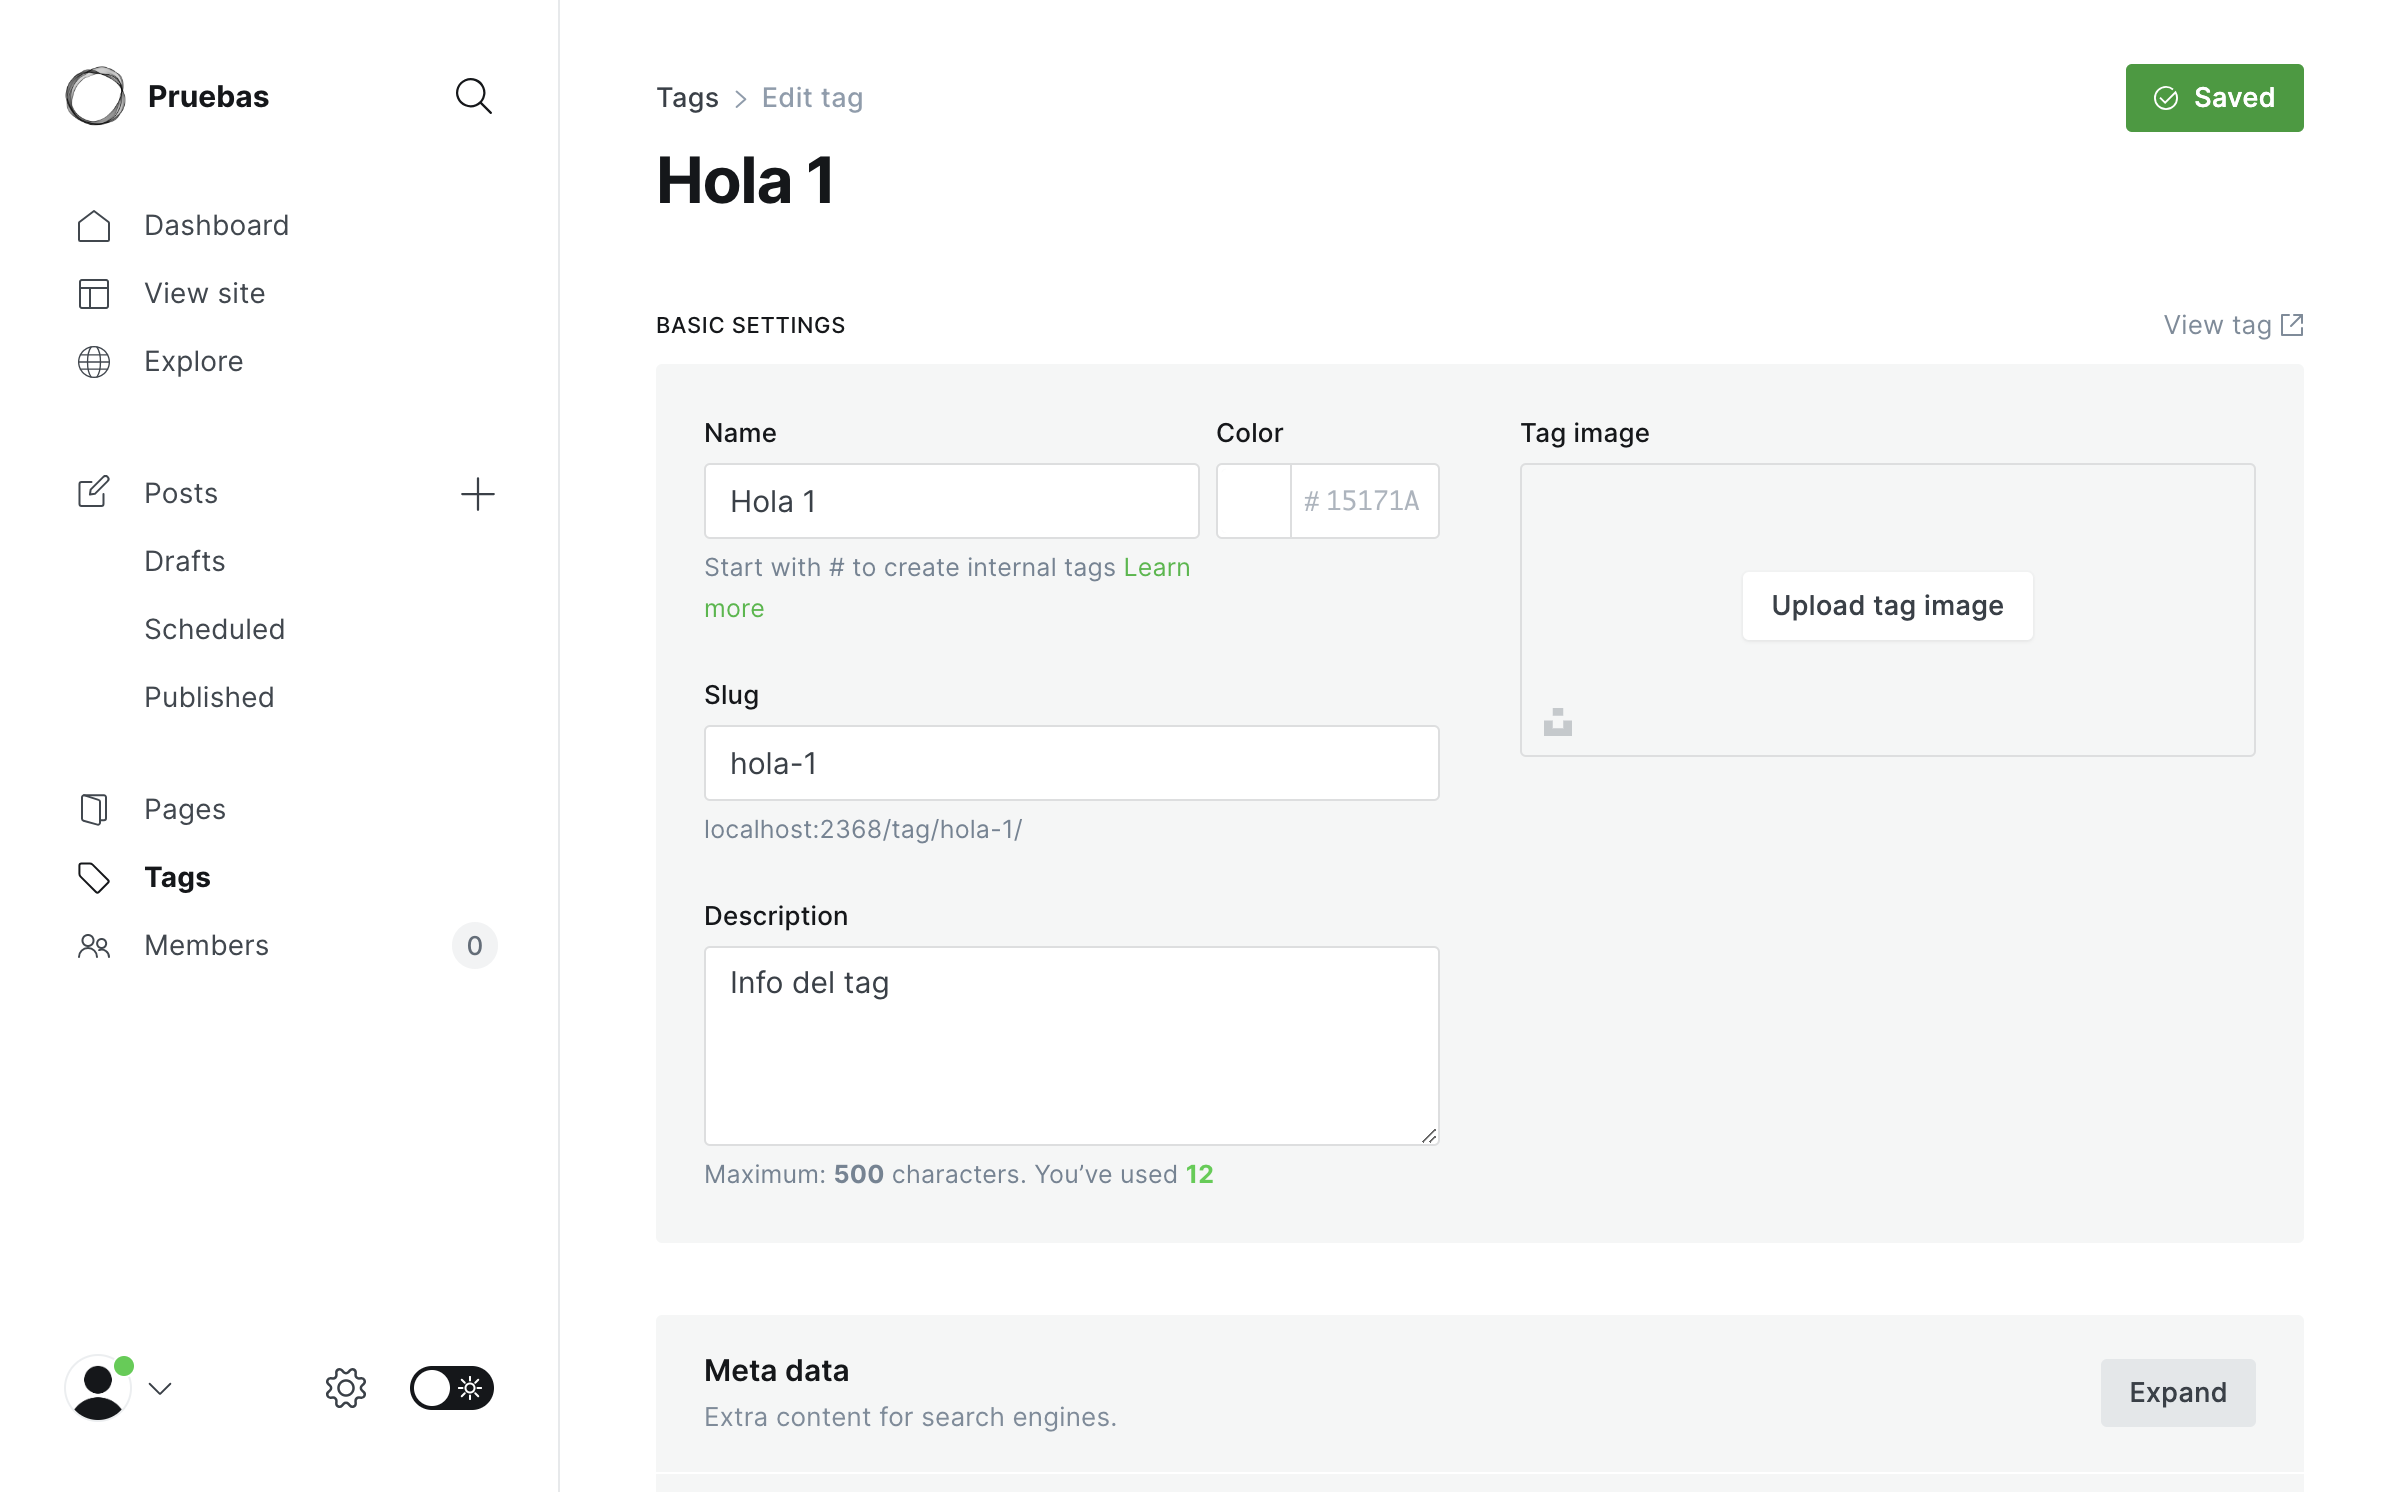 Pruebas
Dashboard
View site
Explore
Posts
Drafts
Scheduled
Published
Pages
Tags
Members 0
Tags > Edit tag
Saved
Hola 1
BASIC SETTINGS
View tag
Name
Hola 1
Start with # to create internal tags Learn
more
Color
# 15171A
Slug
hola-1
localhost:2368/tag/hola-1/
Description
Info del tag
Maximum: 500 characters. You’ve used 12
Tag image
Upload tag image
Meta data
Extra content for search engines.
Expand